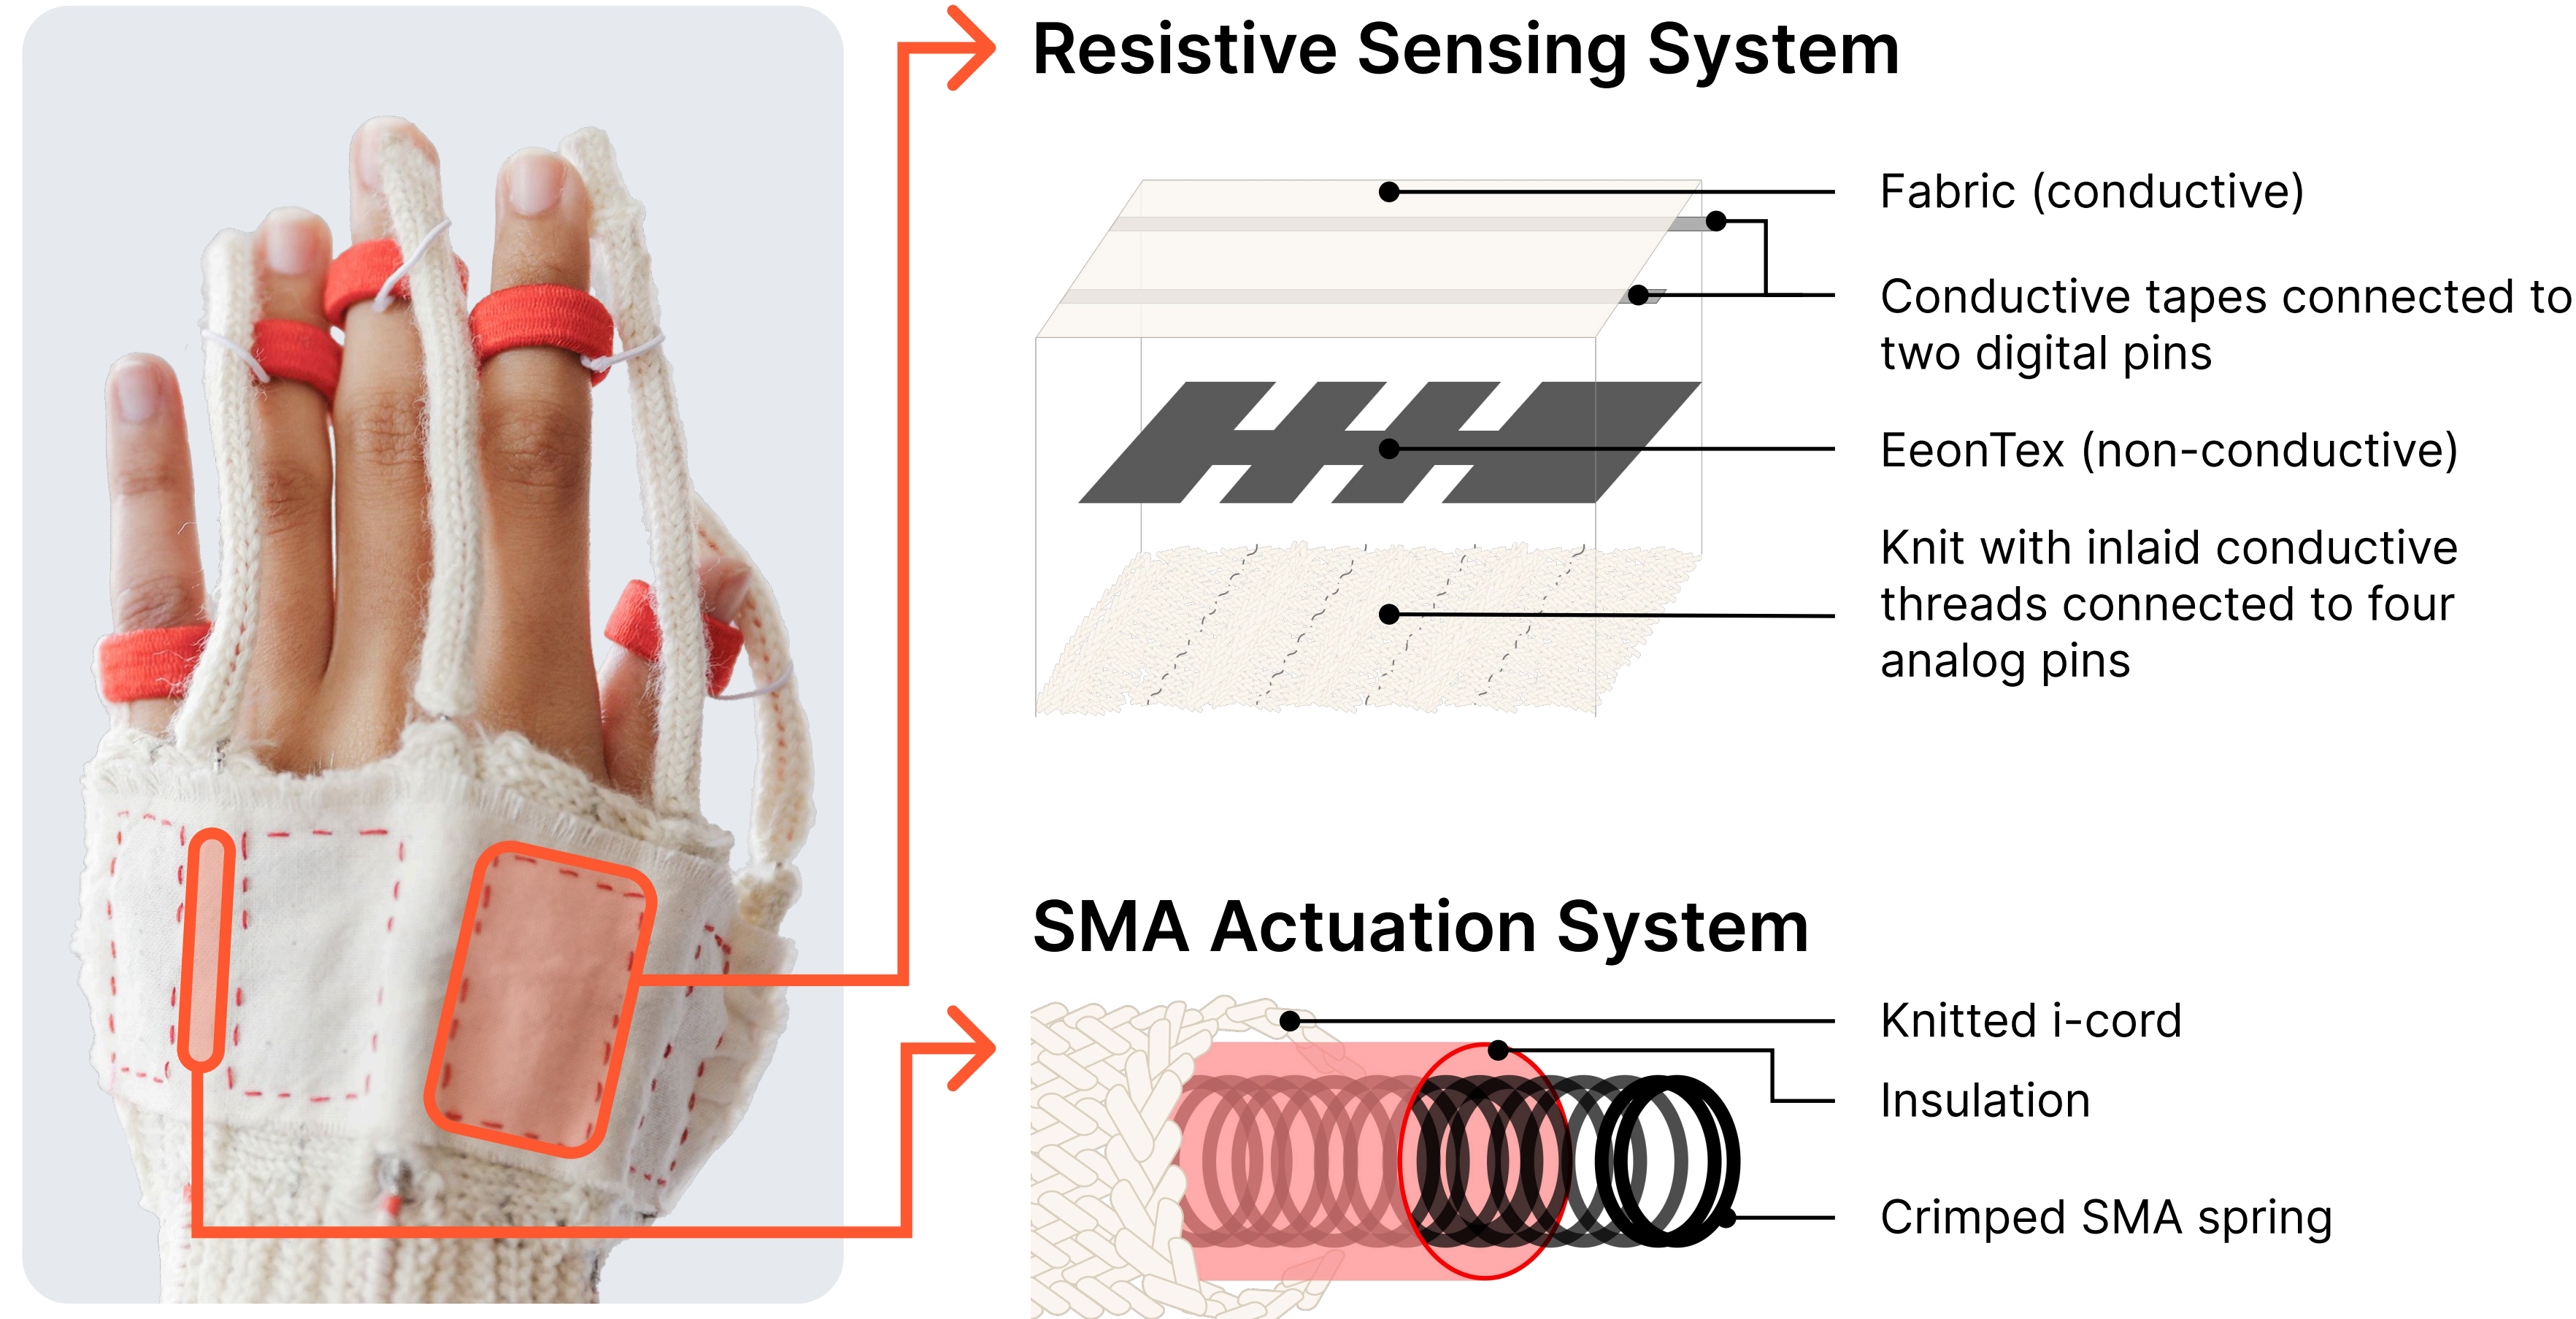 Resistive Sensing System
Fabric (conductive)
Conductive tapes connected to
two digital pins
EeonTex (non-conductive)
Knit with inlaid conductive
threads connected to four
analog pins
SMA Actuation System
Knitted i-cord
Insulation
Crimped SMA spring